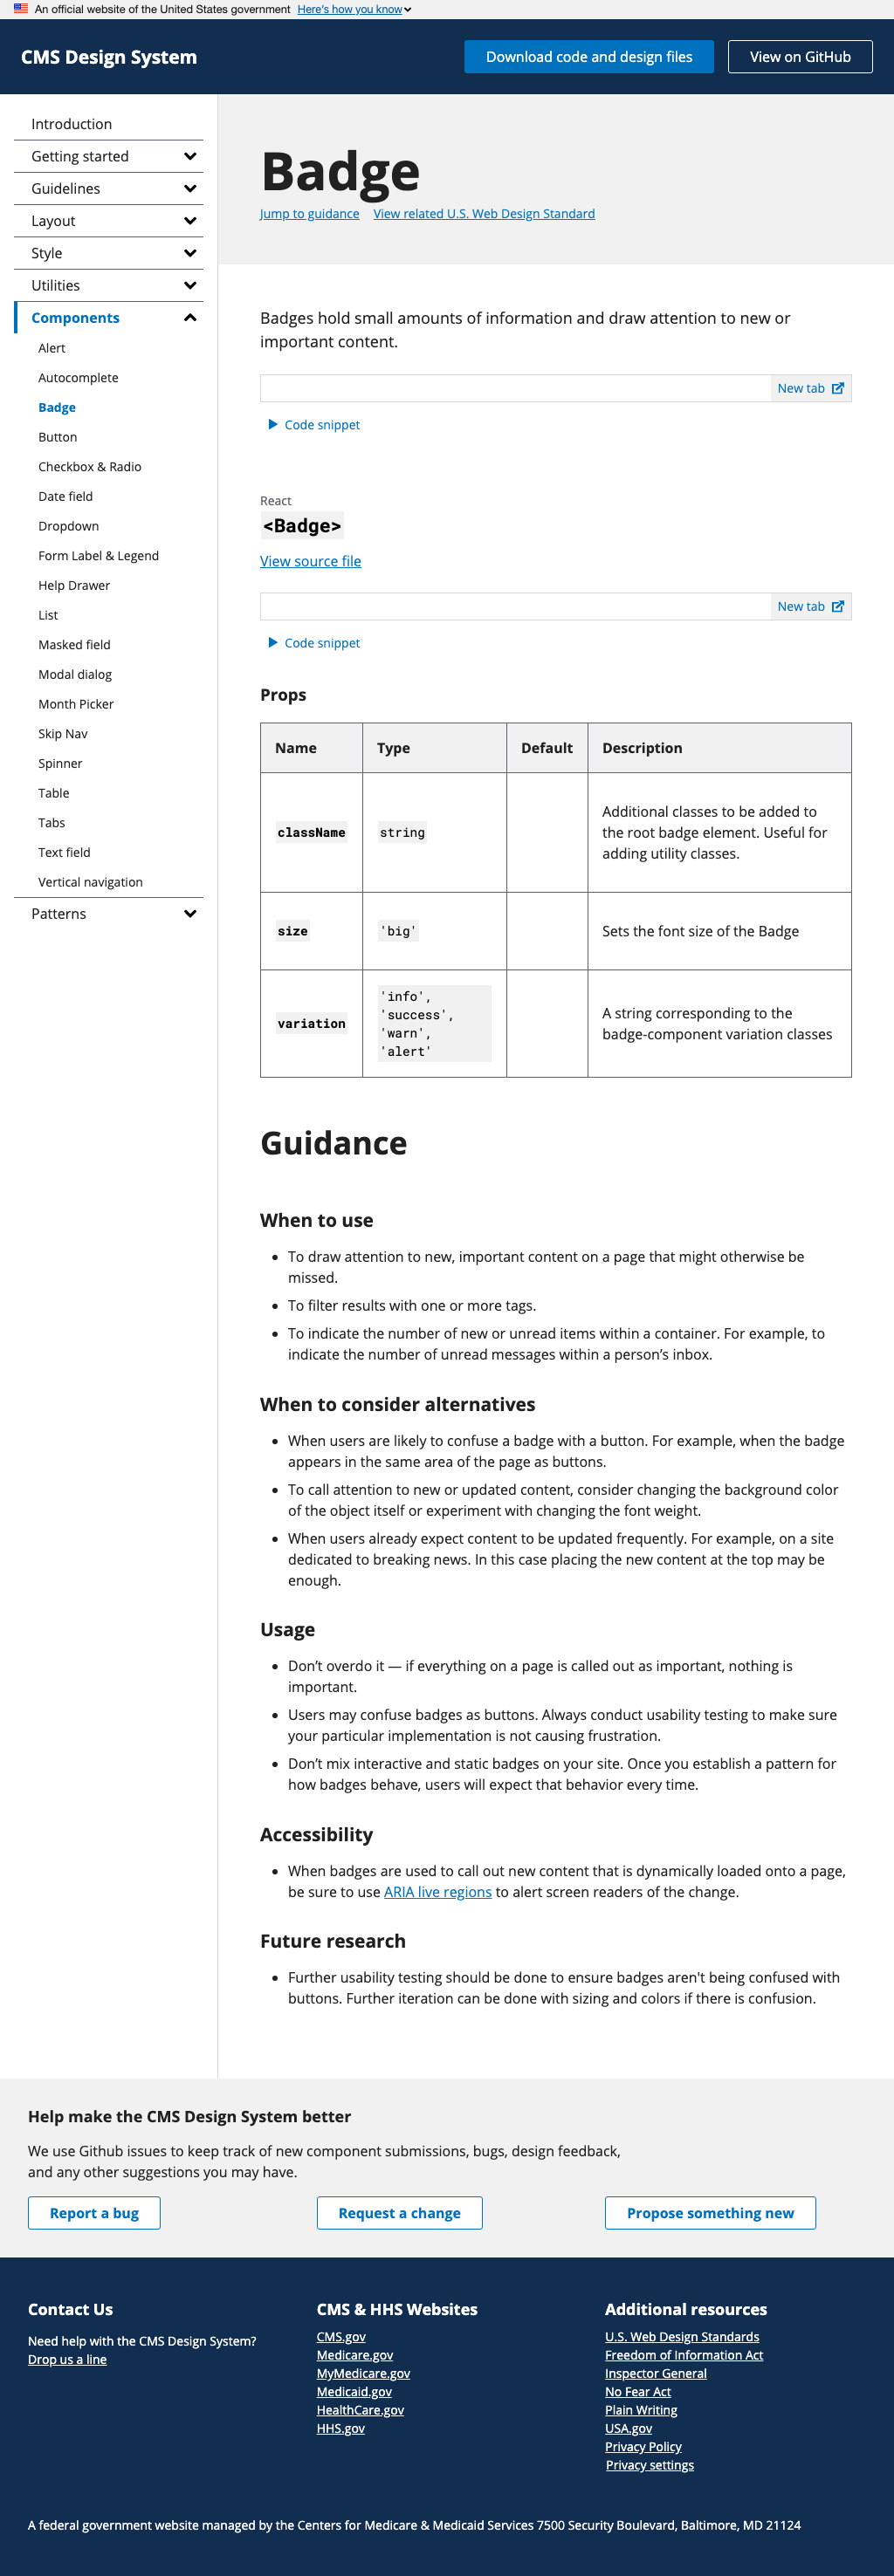 An official website of the United States government Here's how you know
CMS Design System
Download code and design files
View on GitHub
Introduction
Getting started
Guidelines
Layout
Style
Utilities
Components
Alert
Autocomplete
Badge
Button
Checkbox & Radio
Date field
Dropdown
Form Label & Legend
Help Drawer
List
Masked field
Modal dialog
Month Picker
Skip Nav
Spinner
Table
Tabs
Text field
Vertical navigation
Patterns
Badge
Jump to guidance View related U.S. Web Design Standard
Badges hold small amounts of information and draw attention to new or
important content.
New tab
Code snippet
React
<Badge>
View source file
New tab
Code snippet
Props
Name Type Default Description
className string Additional classes to be added to
the root badge element. Useful for
adding utility classes.
size 'big' Sets the font size of the Badge
variation 'info',
'success',
'warn',
'alert'
A string corresponding to the
badge-component variation classes
Guidance
When to use
To draw attention to new, important content on a page that might otherwise be
missed.
To filter results with one or more tags.
To indicate the number of new or unread items within a container. For example, to
indicate the number of unread messages within a person’s inbox.
When to consider alternatives
When users are likely to confuse a badge with a button. For example, when the badge
appears in the same area of the page as buttons.
To call attention to new or updated content, consider changing the background color
of the object itself or experiment with changing the font weight.
When users already expect content to be updated frequently. For example, on a site
dedicated to breaking news. In this case placing the new content at the top may be
enough.
Usage
Don’t overdo it — if everything on a page is called out as important, nothing is
important.
Users may confuse badges as buttons. Always conduct usability testing to make sure
your particular implementation is not causing frustration.
Don’t mix interactive and static badges on your site. Once you establish a pattern for
how badges behave, users will expect that behavior every time.
Accessibility
When badges are used to call out new content that is dynamically loaded onto a page,
be sure to use ARIA live regions to alert screen readers of the change.
Future research
Further usability testing should be done to ensure badges aren't being confused with
buttons. Further iteration can be done with sizing and colors if there is confusion.
Help make the CMS Design System better
We use Github issues to keep track of new component submissions, bugs, design feedback,
and any other suggestions you may have.
Report a bug
Request a change
Propose something new
Contact Us
Need help with the CMS Design System?
Drop us a line
CMS & HHS Websites
CMS.gov
Medicare.gov
MyMedicare.gov
Medicaid.gov
HealthCare.gov
HHS.gov
Additional resources
U.S. Web Design Standards
Freedom of Information Act
Inspector General
No Fear Act
Plain Writing
USA.gov
Privacy Policy
Privacy settings
A federal government website managed by the Centers for Medicare & Medicaid Services 7500 Security Boulevard, Baltimore, MD 21124